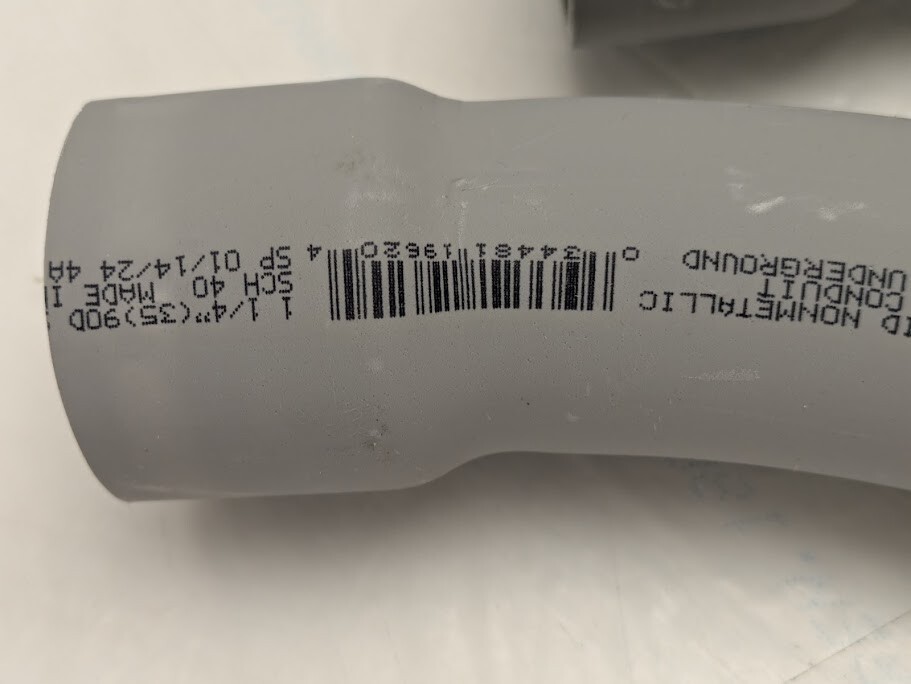 ID NONMETALLIC
CONDUIT
UNDERGROUND
0 34481 19620 4
1 1/4"(35)90D
SCH 40 MADE I
SP 01/14/24 4A